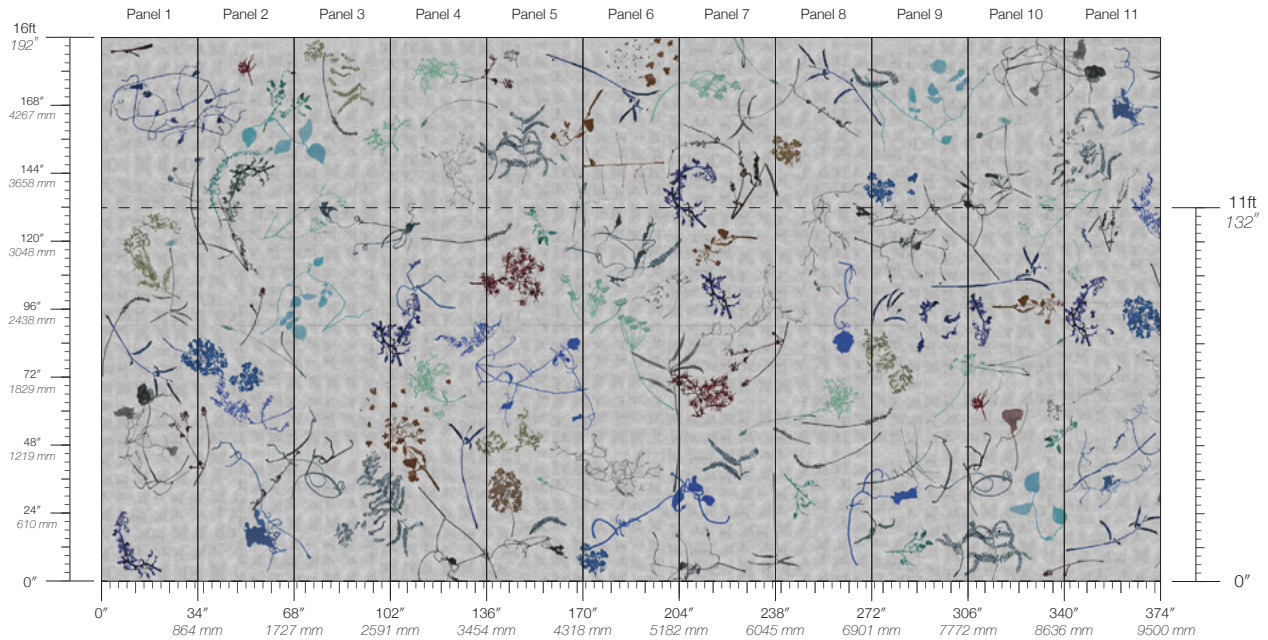 Panel 1 Panel 2 Panel 3 Panel 4 Panel 5 Panel 6 Panel 7 Panel 8 Panel 9 Panel 10 Panel 11
16ft
192″
168″
4267 mm
144″
3658 mm
11ft
132″
120″
3048 mm
96″
2438 mm
72″
1829 mm
48″
1219 mm
24″
610 mm
0″ 0″
0″ 34″ 68″ 102″ 136″ 170″ 204″ 238″ 272″ 306″ 340″ 374″
864 mm 1727 mm 2591 mm 3454 mm 4318 mm 5182 mm 6045 mm 6901 mm 7772 mm 8636 mm 9500 mm